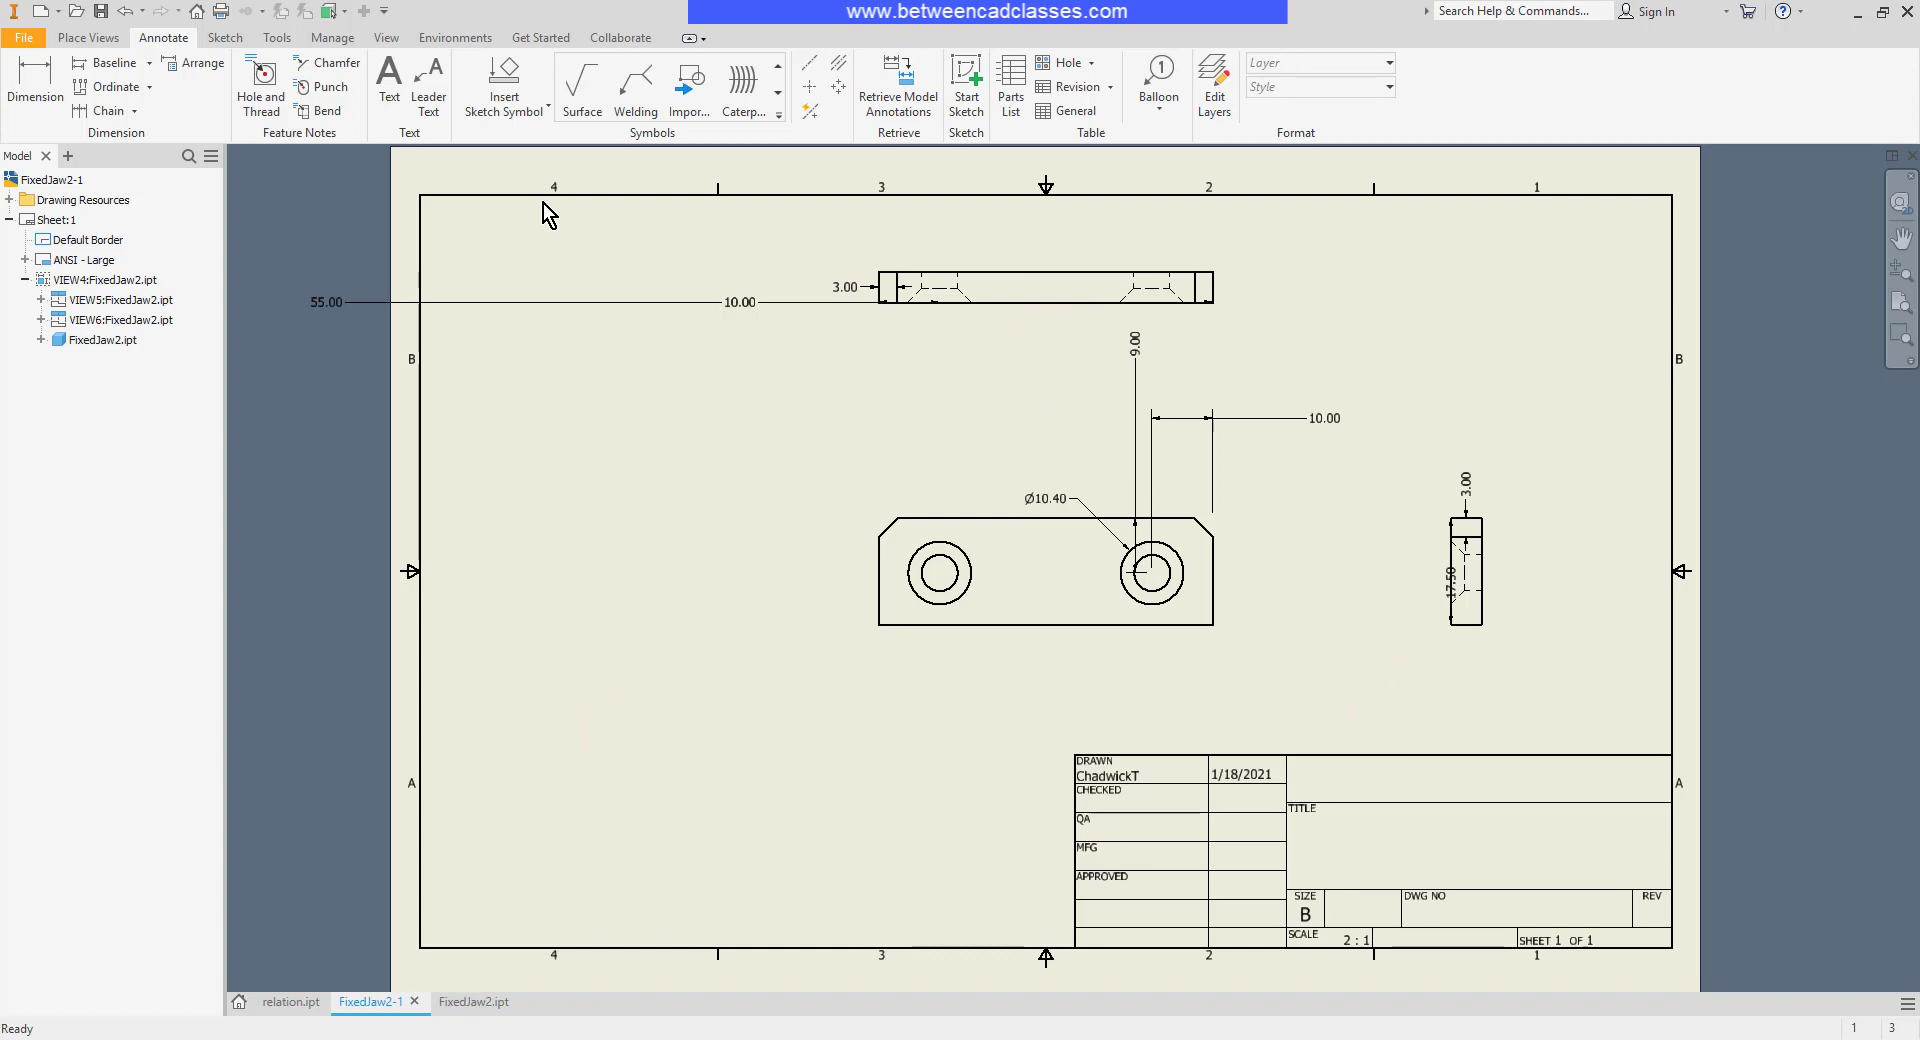 www.betweencadclasses.com
Search Help & Commands...
Sign In
File
Place Views
Annotate
Sketch
Tools
Manage
View
Environments
Get Started
Collaborate
Dimension
Baseline
Ordinate
Chain
Arrange
Dimension
Hole and
Thread
Chamfer
Punch
Bend
Feature Notes
Text
Leader
Text
Text
Insert
Sketch Symbol
Surface
Welding
Impor...
Caterp...
Symbols
Retrieve Model
Annotations
Retrieve
Start
Sketch
Sketch
Parts
List
Hole
Revision
General
Table
1
Balloon
Edit
Layers
Layer
Style
Format
Model
FixedJaw2-1
Drawing Resources
Sheet:1
Default Border
ANSI - Large
VIEW4:FixedJaw2.ipt
VIEW5:FixedJaw2.ipt
VIEW6:FixedJaw2.ipt
FixedJaw2.ipt
4
3
2
1
3.00
55.00
10.00
9.00
B
B
10.00
3.00
Ø10.40
17.50
A
A
DRAWN
ChadwickT
1/18/2021
CHECKED
QA
MFG
APPROVED
TITLE
SIZE
B
DWG NO
REV
SCALE
2 : 1
SHEET 1 OF 1
4
3
2
1
relation.ipt
FixedJaw2-1
FixedJaw2.ipt
Ready
1
3